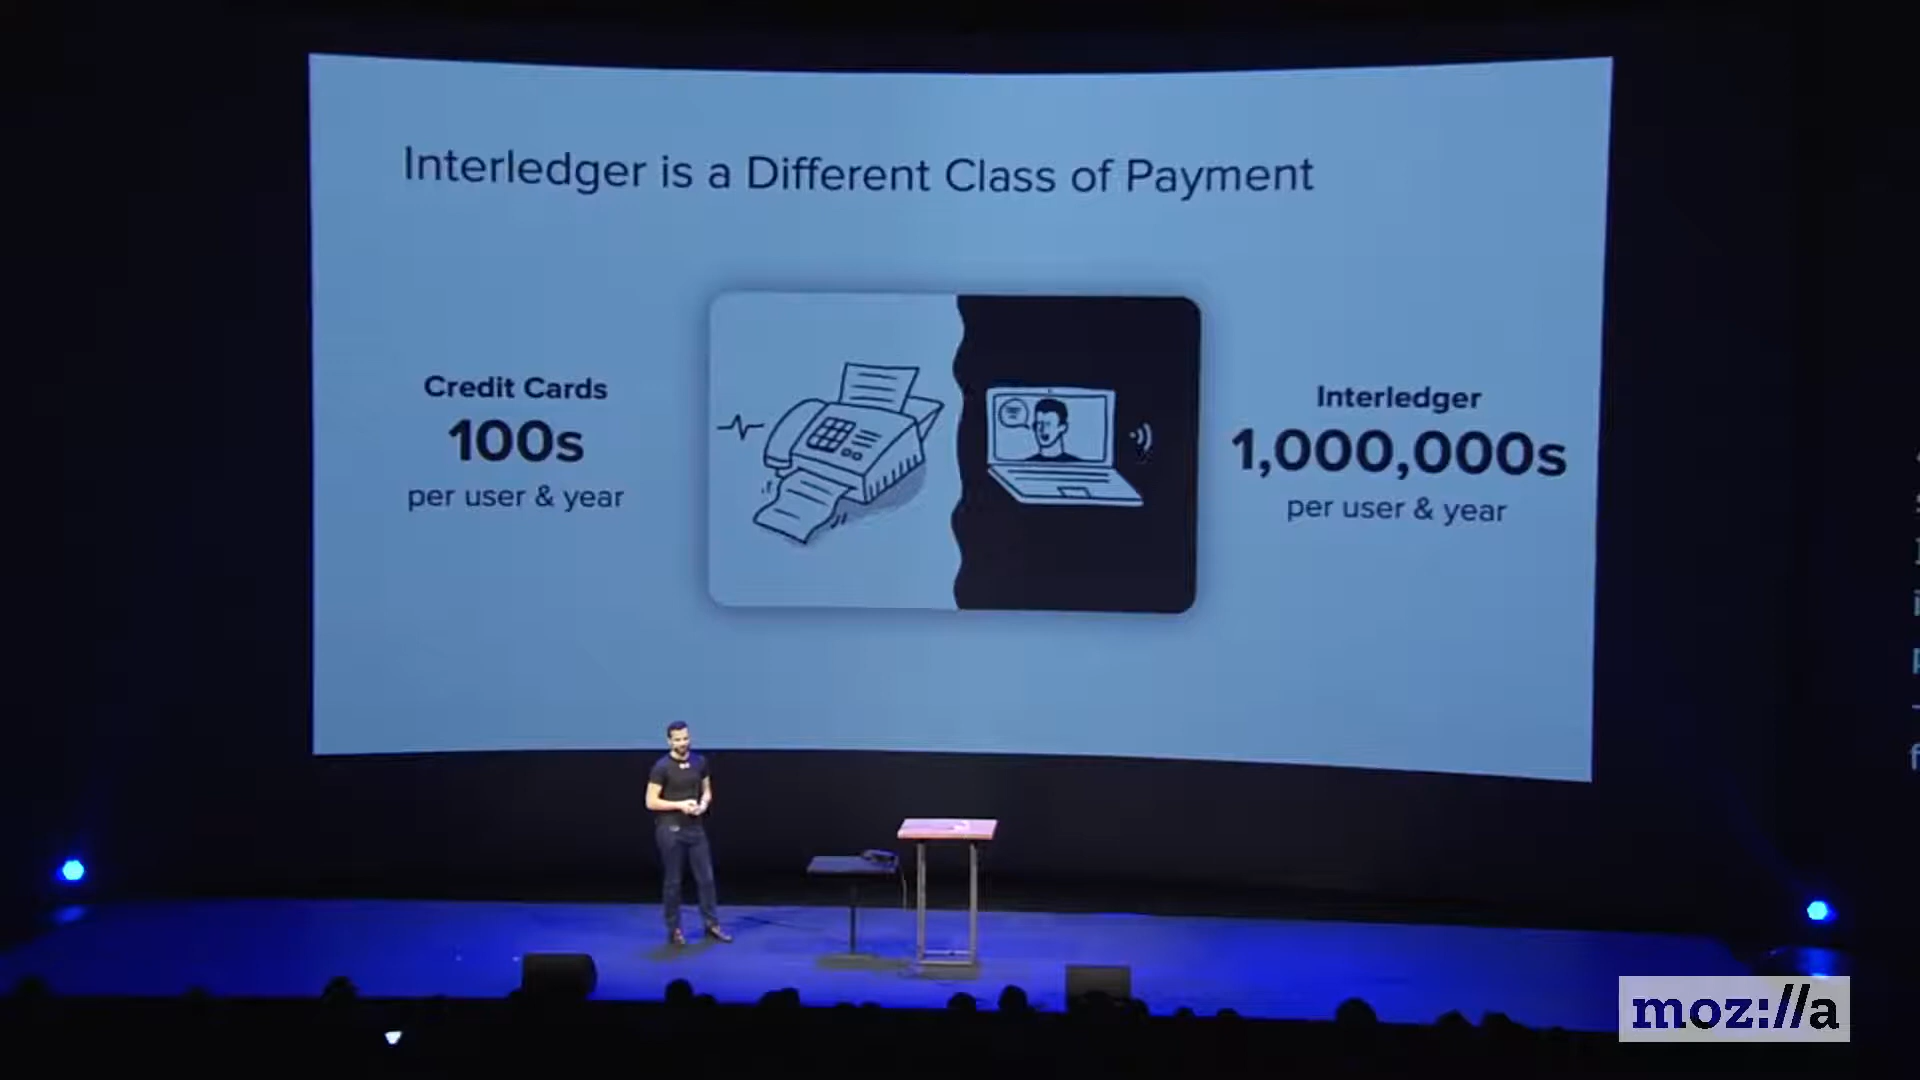 Interledger is a Different Class of Payment
Credit Cards
100s
per user & year
Interledger
1,000,000s
per user & year
moz://a